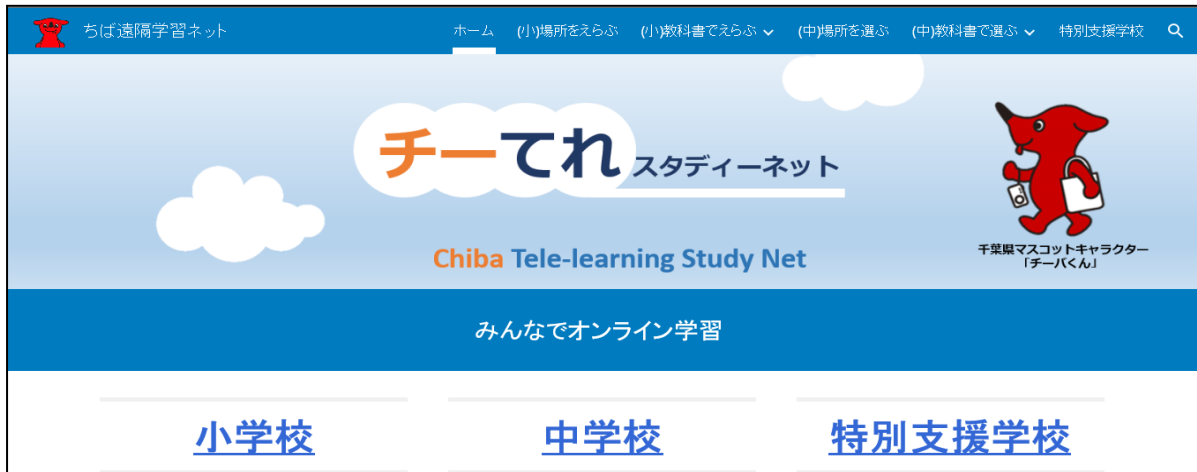 ちば遠隔学習ネット
ホーム (小)場所をえらぶ (小)教科書でえらぶ (中)場所を選ぶ (中)教科書で選ぶ 特別支援学校
チーてれスタディーネット
Chiba Tele-learning Study Net
千葉県マスコットキャラクター
「チーバくん」
みんなでオンライン学習
小学校 中学校 特別支援学校